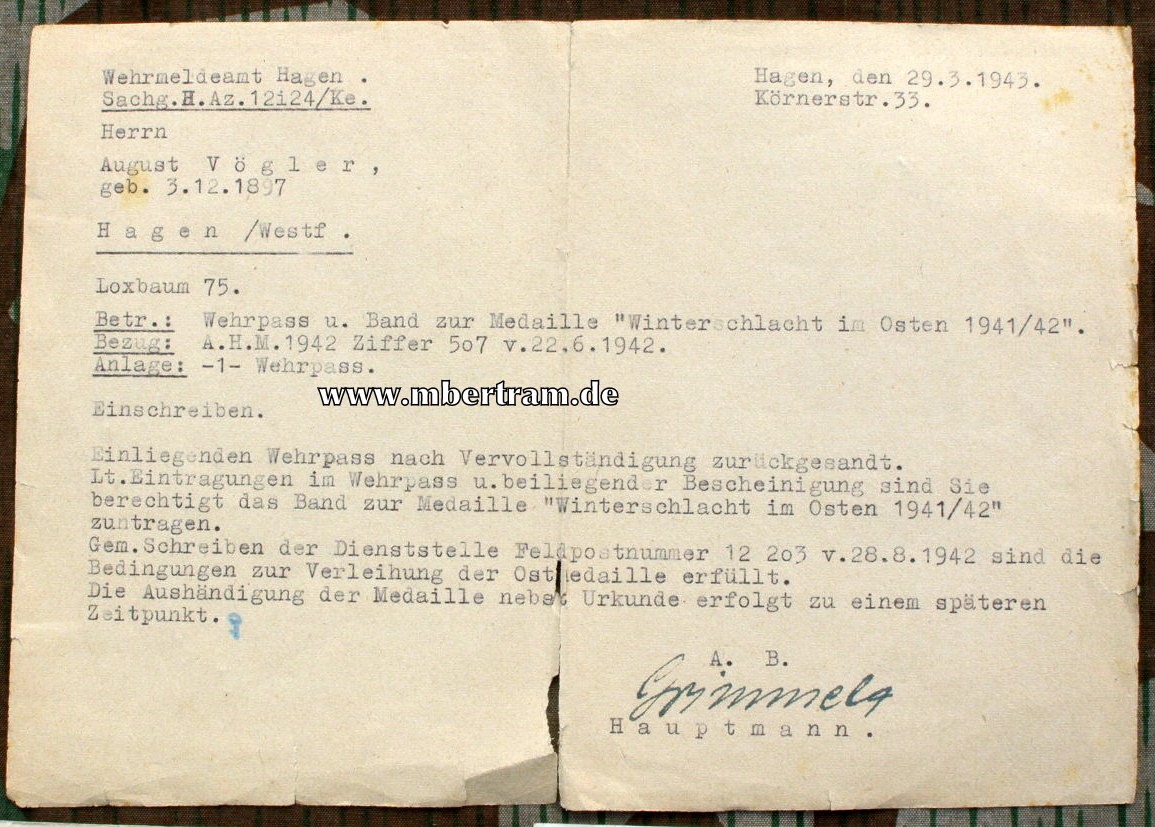 Wehrmeldeamt Hagen .
Sachg.H.Az.12i24/Ke.
Hagen, den 29.3.1943.
Körnerstr.33.
Herrn
August V ö g l e r ,
geb. 3.12.1897
H a g e n /Westf .
Loxbaum 75.
Betr.: Wehrpass u. Band zur Medaille "Winterschlacht im Osten 1941/42".
Bezug: A.H.M.1942 Ziffer 5o7 v.22.6.1942.
Anlage: -1- Wehrpass.
www.mbertram.de
Einschreiben.
Einliegenden Wehrpass nach Vervollständigung zurückgesandt.
Lt.Eintragungen im Wehrpass u.beiliegender Bescheinigung sind Sie
berechtigt das Band zur Medaille "Winterschlacht im Osten 1941/42"
zuntragen.
Gem.Schreiben der Dienststelle Feldpostnummer 12 2o3 v.28.8.1942 sind die
Bedingungen zur Verleihung der Ostmedaille erfüllt.
Die Aushändigung der Medaille nebst Urkunde erfolgt zu einem späteren
Zeitpunkt.
A. B.
H a u p t m a n n .